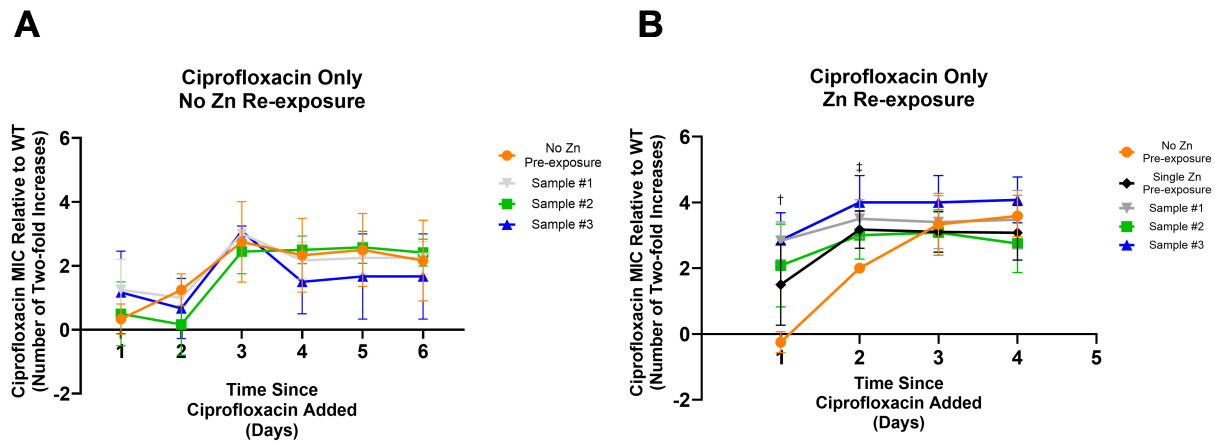 A
Ciprofloxacin Only
No Zn Re-exposure
Ciprofloxacin MIC Relative to WT
(Number of Two-fold Increases)
6
4
2
0
-2
1
2
3
4
5
6
Time Since
Ciprofloxacin Added
(Days)
No Zn
Pre-exposure
Sample #1
Sample #2
Sample #3
B
Ciprofloxacin Only
Zn Re-exposure
Ciprofloxacin MIC Relative to WT
(Number of Two-fold Increases)
6
4
2
0
-2
†
‡
1
2
3
4
5
Time Since
Ciprofloxacin Added
(Days)
No Zn
Pre-exposure
Single Zn
Pre-exposure
Sample #1
Sample #2
Sample #3